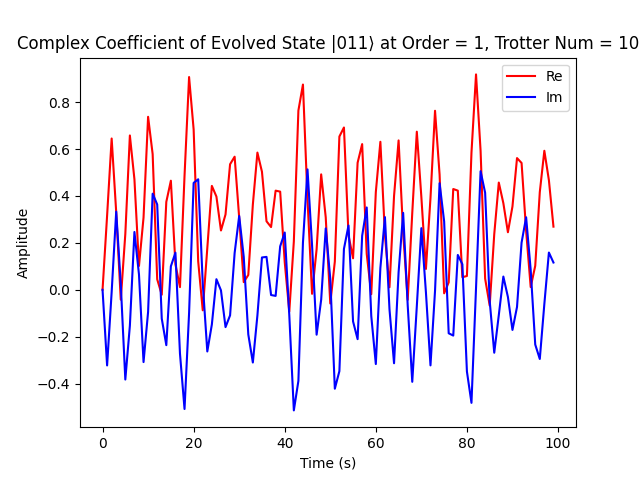 Complex Coefficient of Evolved State |011⟩ at Order = 1, Trotter Num = 10
Re
Im
Amplitude
0.8
0.6
0.4
0.2
0.0
−0.2
−0.4
0 20 40 60 80 100
Time (s)